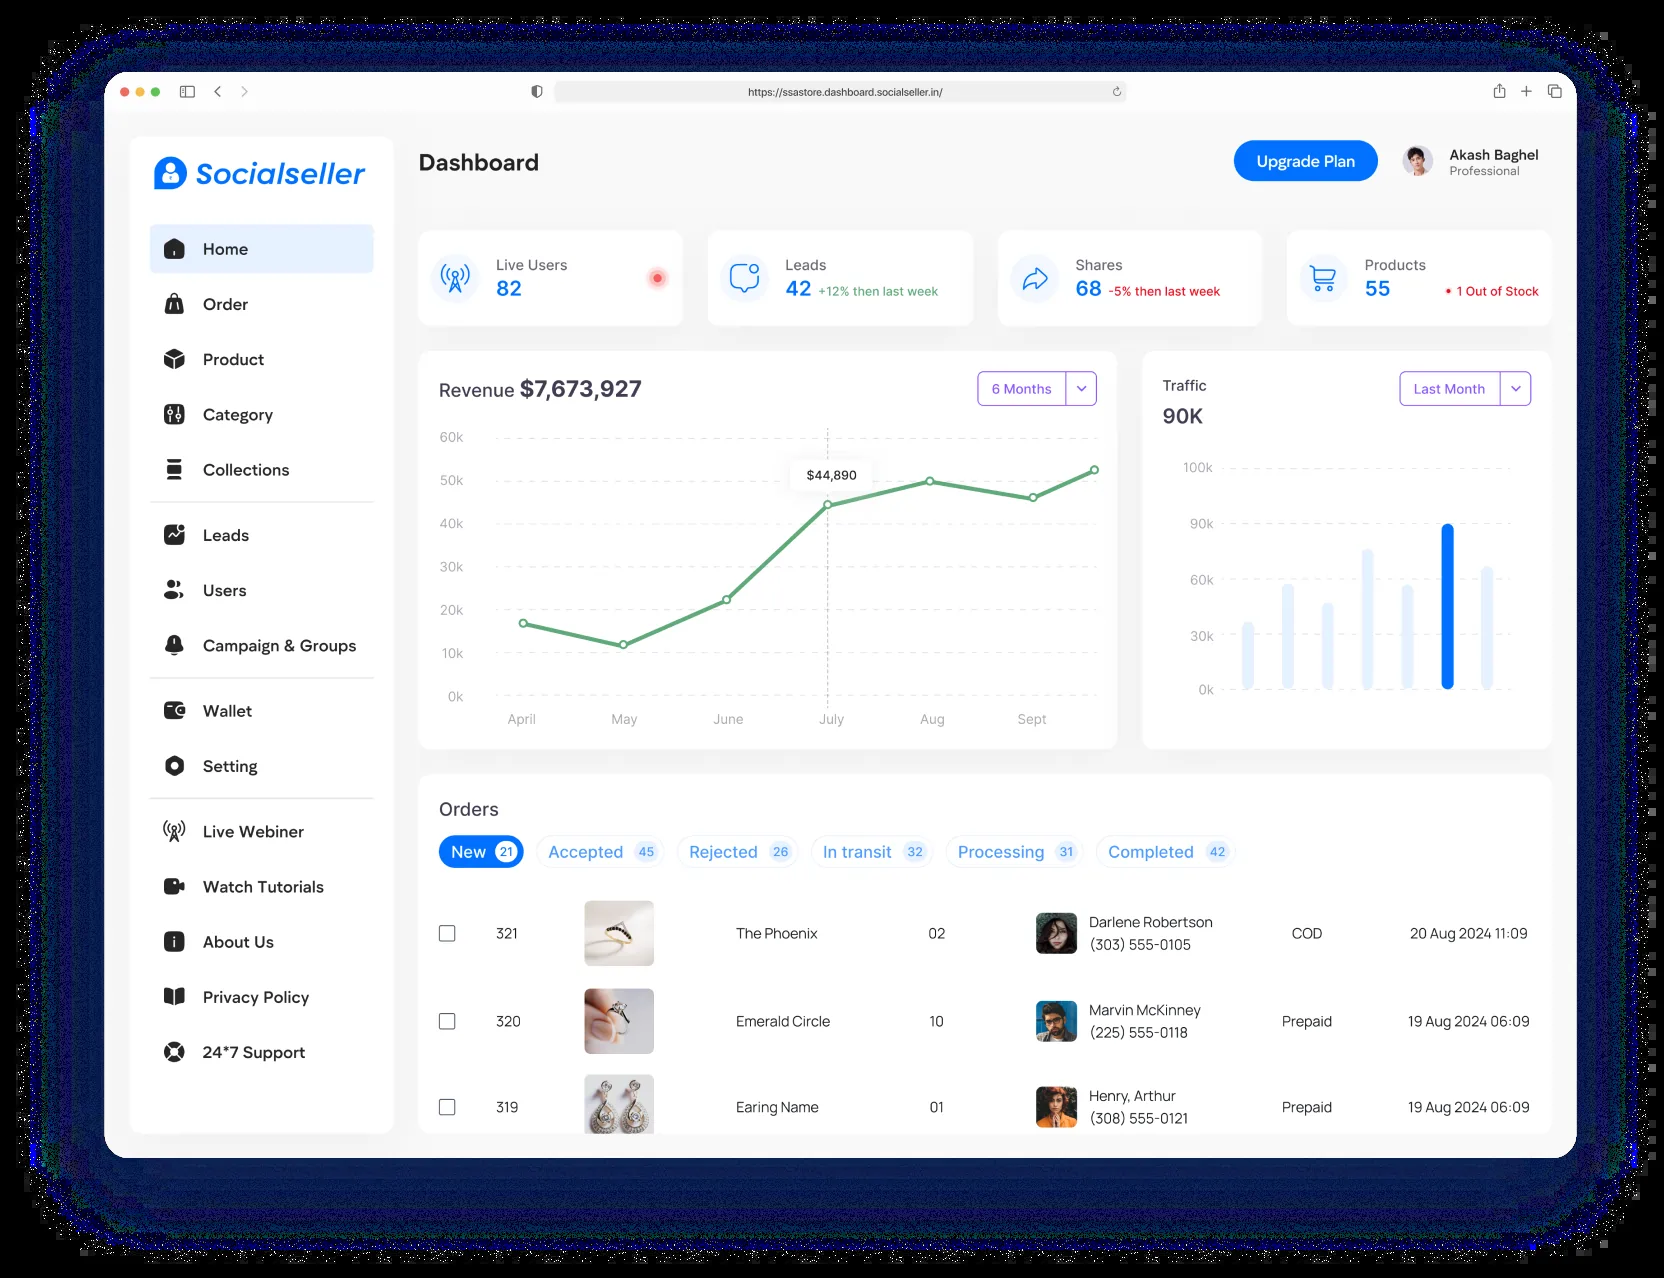 https://ssastore.dashboard.socialseller.in/
Socialseller
Home
Order
Product
Category
Collections
Leads
Users
Campaign & Groups
Wallet
Setting
Live Webiner
Watch Tutorials
About Us
Privacy Policy
24*7 Support
Dashboard
Upgrade Plan
Akash Baghel
Professional
Live Users
82
Leads
42 +12% then last week
Shares
68 -5% then last week
Products
55 • 1 Out of Stock
Revenue $7,673,927
6 Months
60k
50k
40k
30k
20k
10k
0k
$44,890
April May June July Aug Sept
Traffic
90K
Last Month
100k
90k
60k
30k
0k
Orders
New 21 Accepted 45 Rejected 26 In transit 32 Processing 31 Completed 42
321 The Phoenix 02 Darlene Robertson COD 20 Aug 2024 11:09
(303) 555-0105
320 Emerald Circle 10 Marvin McKinney Prepaid 19 Aug 2024 06:09
(225) 555-0118
319 Earing Name 01 Henry, Arthur Prepaid 19 Aug 2024 06:09
(308) 555-0121